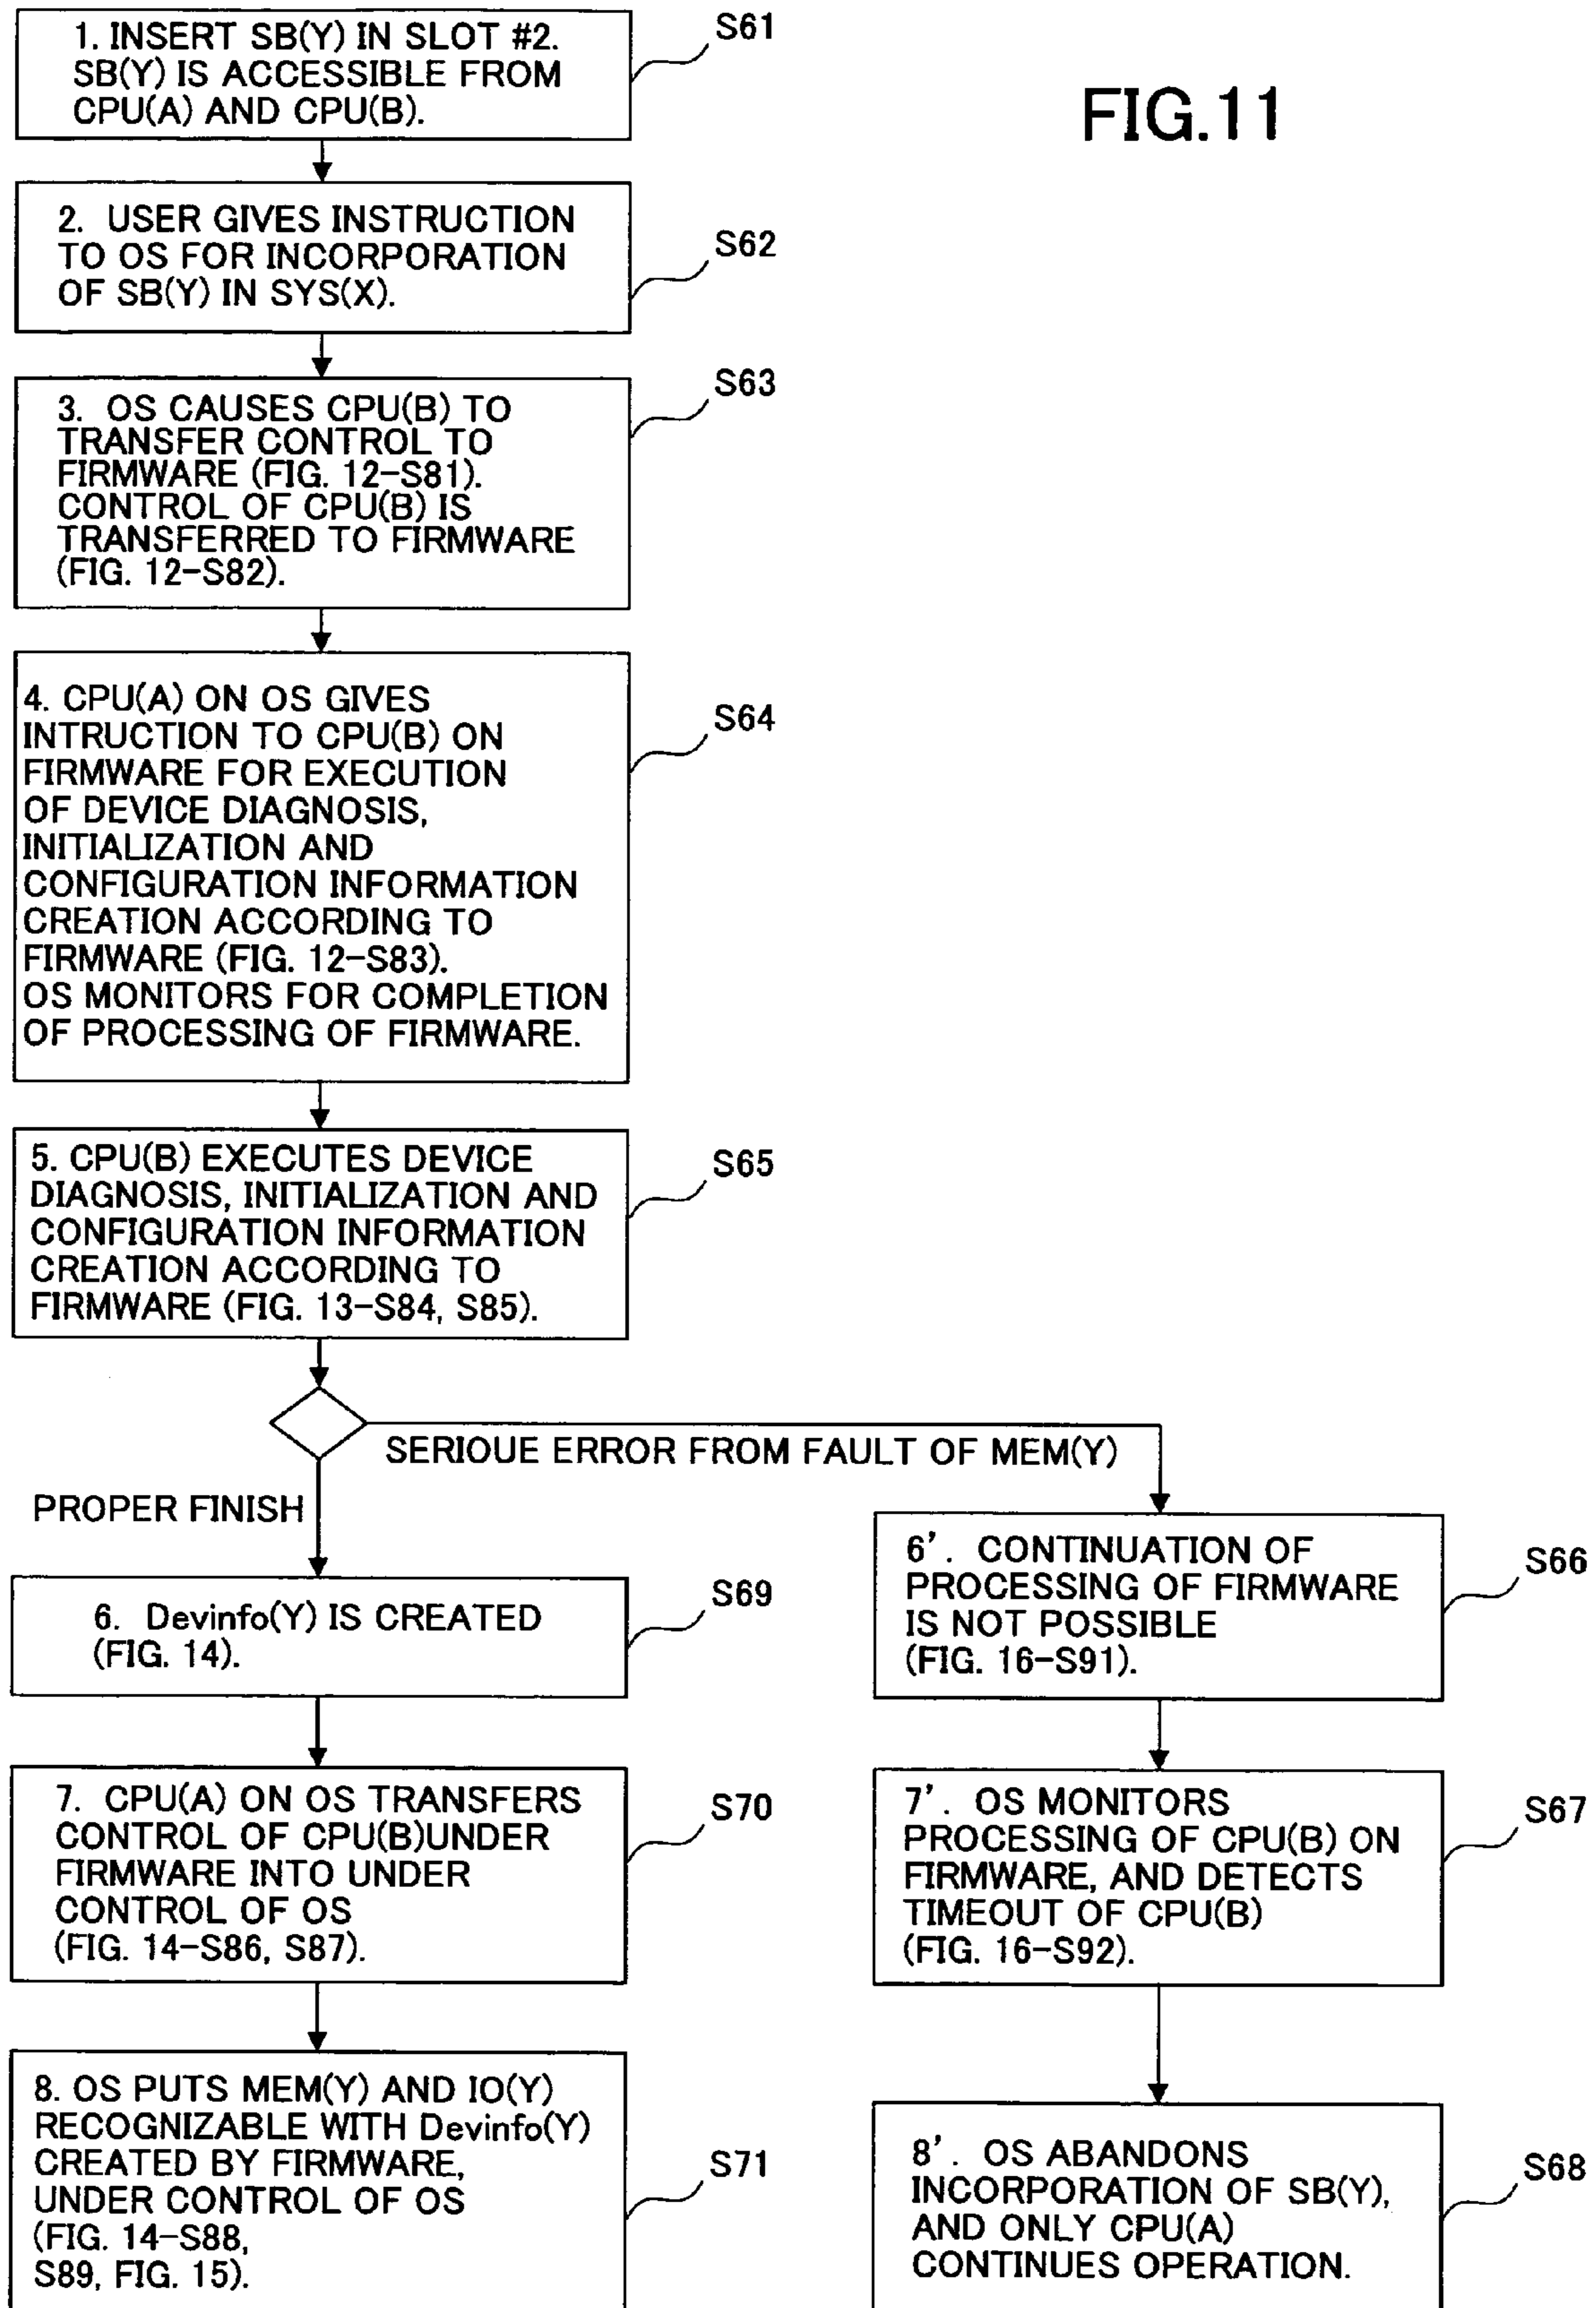 FIG.11
1. INSERT SB(Y) IN SLOT #2.
SB(Y) IS ACCESSIBLE FROM
CPU(A) AND CPU(B).
S61
2. USER GIVES INSTRUCTION
TO OS FOR INCORPORATION
OF SB(Y) IN SYS(X).
S62
3. OS CAUSES CPU(B) TO
TRANSFER CONTROL TO
FIRMWARE (FIG. 12-S81).
CONTROL OF CPU(B) IS
TRANSFERRED TO FIRMWARE
(FIG. 12-S82).
S63
4. CPU(A) ON OS GIVES
INTRUCTION TO CPU(B) ON
FIRMWARE FOR EXECUTION
OF DEVICE DIAGNOSIS,
INITIALIZATION AND
CONFIGURATION INFORMATION
CREATION ACCORDING TO
FIRMWARE (FIG. 12-S83).
OS MONITORS FOR COMPLETION
OF PROCESSING OF FIRMWARE.
S64
5. CPU(B) EXECUTES DEVICE
DIAGNOSIS, INITIALIZATION AND
CONFIGURATION INFORMATION
CREATION ACCORDING TO
FIRMWARE (FIG. 13-S84, S85).
S65
SERIOUE ERROR FROM FAULT OF MEM(Y)
PROPER FINISH
6. Devinfo(Y) IS CREATED
(FIG. 14).
S69
7. CPU(A) ON OS TRANSFERS
CONTROL OF CPU(B)UNDER
FIRMWARE INTO UNDER
CONTROL OF OS
(FIG. 14-S86, S87).
S70
8. OS PUTS MEM(Y) AND IO(Y)
RECOGNIZABLE WITH Devinfo(Y)
CREATED BY FIRMWARE,
UNDER CONTROL OF OS
(FIG. 14-S88,
S89, FIG. 15).
S71
6'. CONTINUATION OF
PROCESSING OF FIRMWARE
IS NOT POSSIBLE
(FIG. 16-S91).
S66
7'. OS MONITORS
PROCESSING OF CPU(B) ON
FIRMWARE, AND DETECTS
TIMEOUT OF CPU(B)
(FIG. 16-S92).
S67
8'. OS ABANDONS
INCORPORATION OF SB(Y),
AND ONLY CPU(A)
CONTINUES OPERATION.
S68